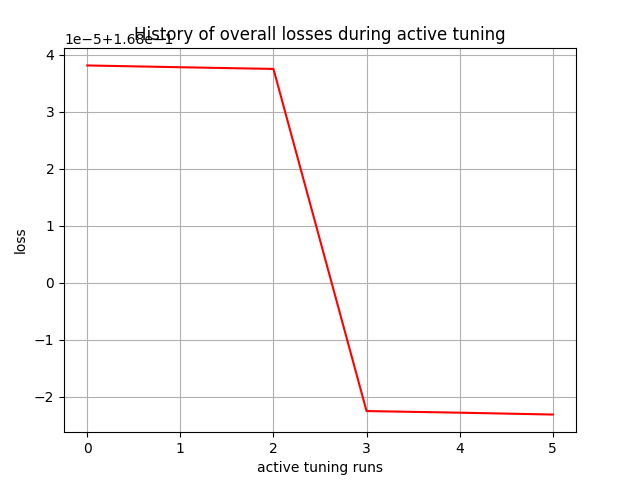 History of overall losses during active tuning
1e−5+1.68e−1
4
3
2
1
0
−1
−2
loss
0 1 2 3 4 5
active tuning runs